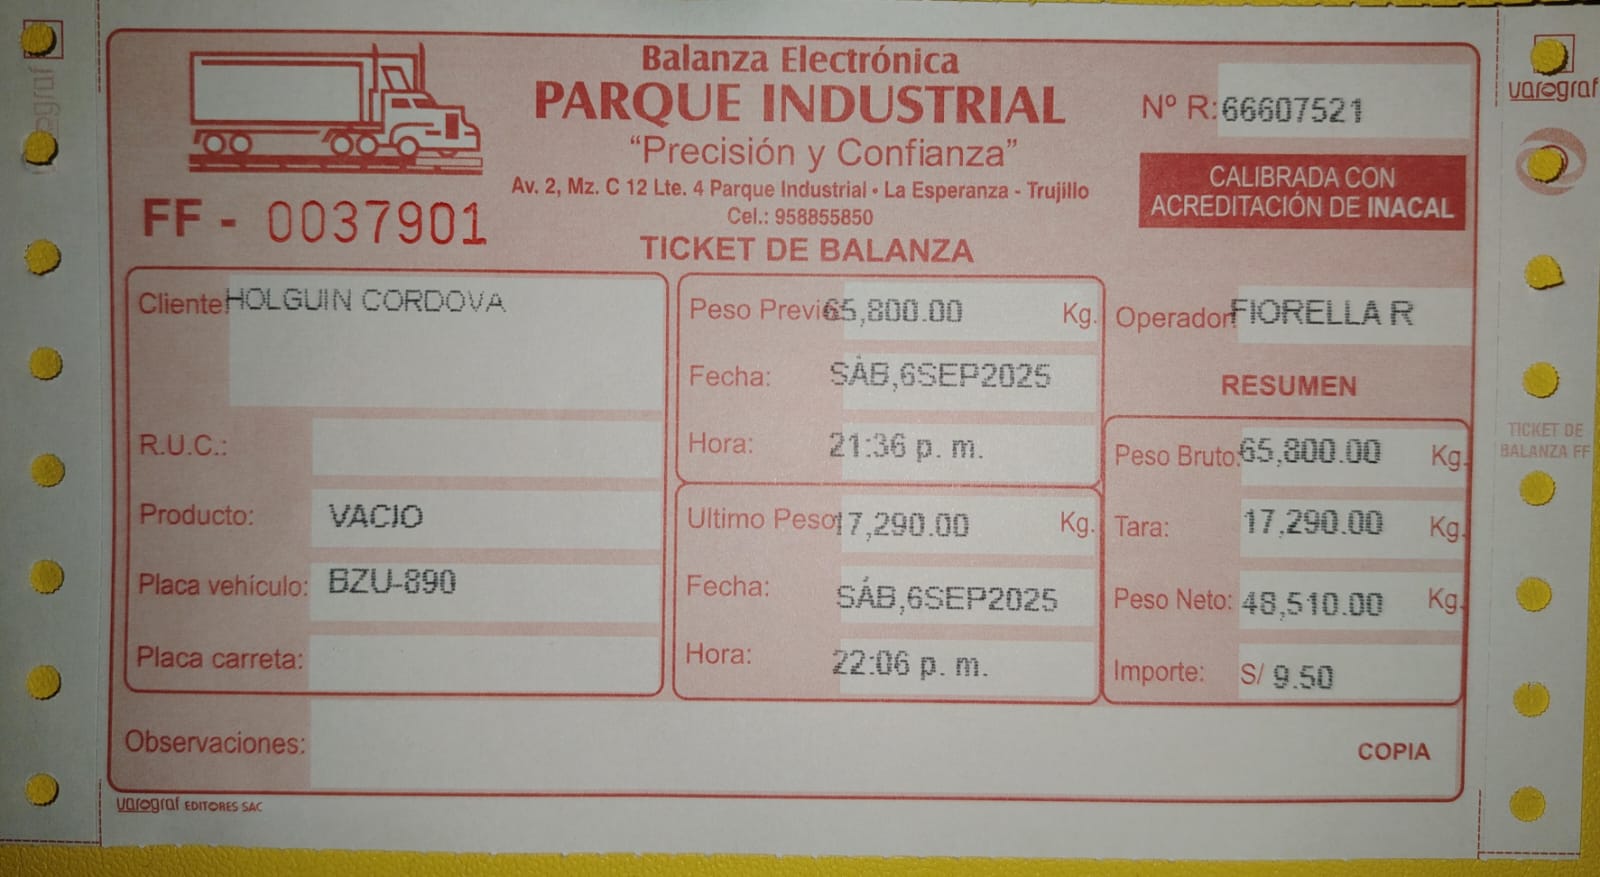 Balanza Electrónica
PARQUE INDUSTRIAL
"Precisión y Confianza"
Av. 2, Mz. C 12 Lte. 4 Parque Industrial • La Esperanza - Trujillo
Cel.: 958855850
TICKET DE BALANZA
FF - 0037901
Nº R: 66607521
CALIBRADA CON
ACREDITACIÓN DE INACAL
Cliente HOLGUIN CORDOVA
R.U.C.:
Producto: VACIO
Placa vehículo: BZU-890
Placa carreta:
Peso Previo 65,800.00 Kg.
Fecha: SÁB,6SEP2025
Hora: 21:36 p. m.
Ultimo Peso 17,290.00 Kg.
Fecha: SÁB,6SEP2025
Hora: 22:06 p. m.
Operador FIORELLA R
RESUMEN
Peso Bruto: 65,800.00 Kg.
Tara: 17,290.00 Kg.
Peso Neto: 48,510.00 Kg.
Importe: S/ 9.50
Observaciones:
COPIA
varograf EDITORES SAC
varograf
TICKET DE
BALANZA FF